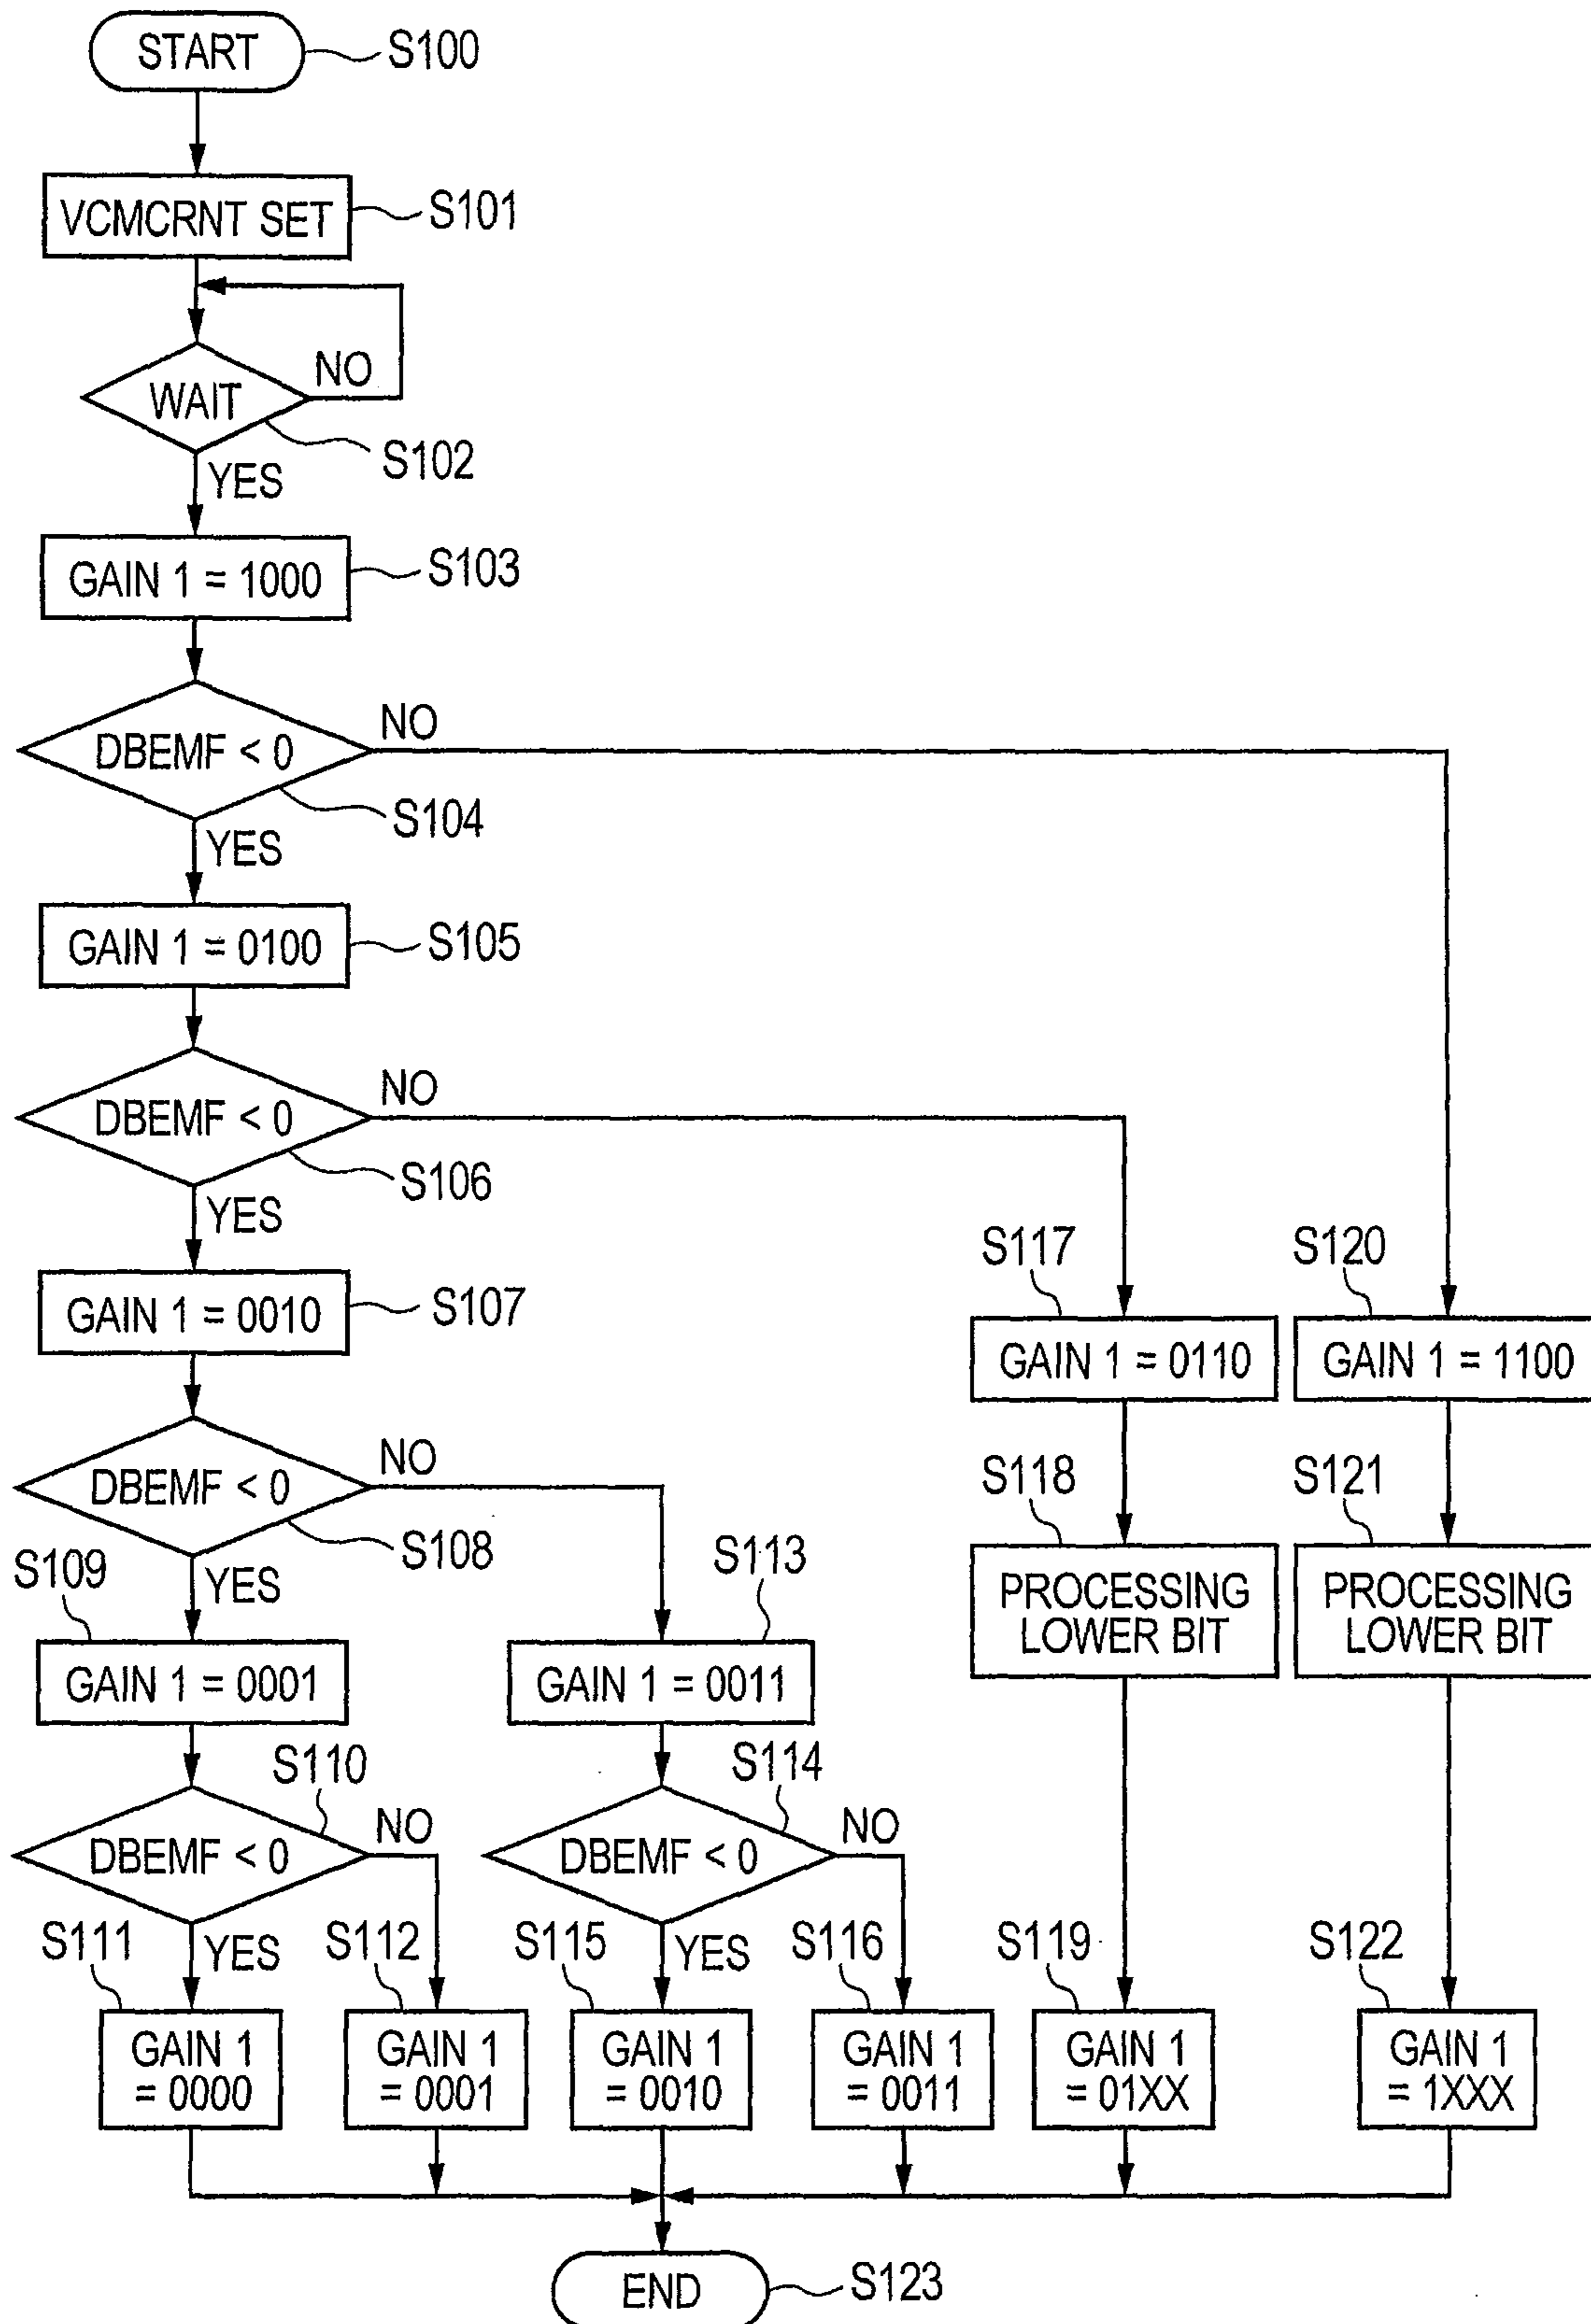 START
S100
VCMCRNT SET
S101
NO
WAIT
S102
YES
GAIN 1 = 1000
S103
NO
DBEMF < 0
S104
YES
GAIN 1 = 0100
S105
NO
DBEMF < 0
S106
YES
S117
S120
GAIN 1 = 0010
S107
GAIN 1 = 0110
GAIN 1 = 1100
NO
DBEMF < 0
S118
S121
S108
S113
S109
YES
PROCESSING
LOWER BIT
PROCESSING
LOWER BIT
GAIN 1 = 0001
GAIN 1 = 0011
S110
S114
NO
NO
DBEMF < 0
DBEMF < 0
S111
YES
S112
S115
YES
S116
S119
S122
GAIN 1
= 0000
GAIN 1
= 0001
GAIN 1
= 0010
GAIN 1
= 0011
GAIN 1
= 01XX
GAIN 1
= 1XXX
END
S123